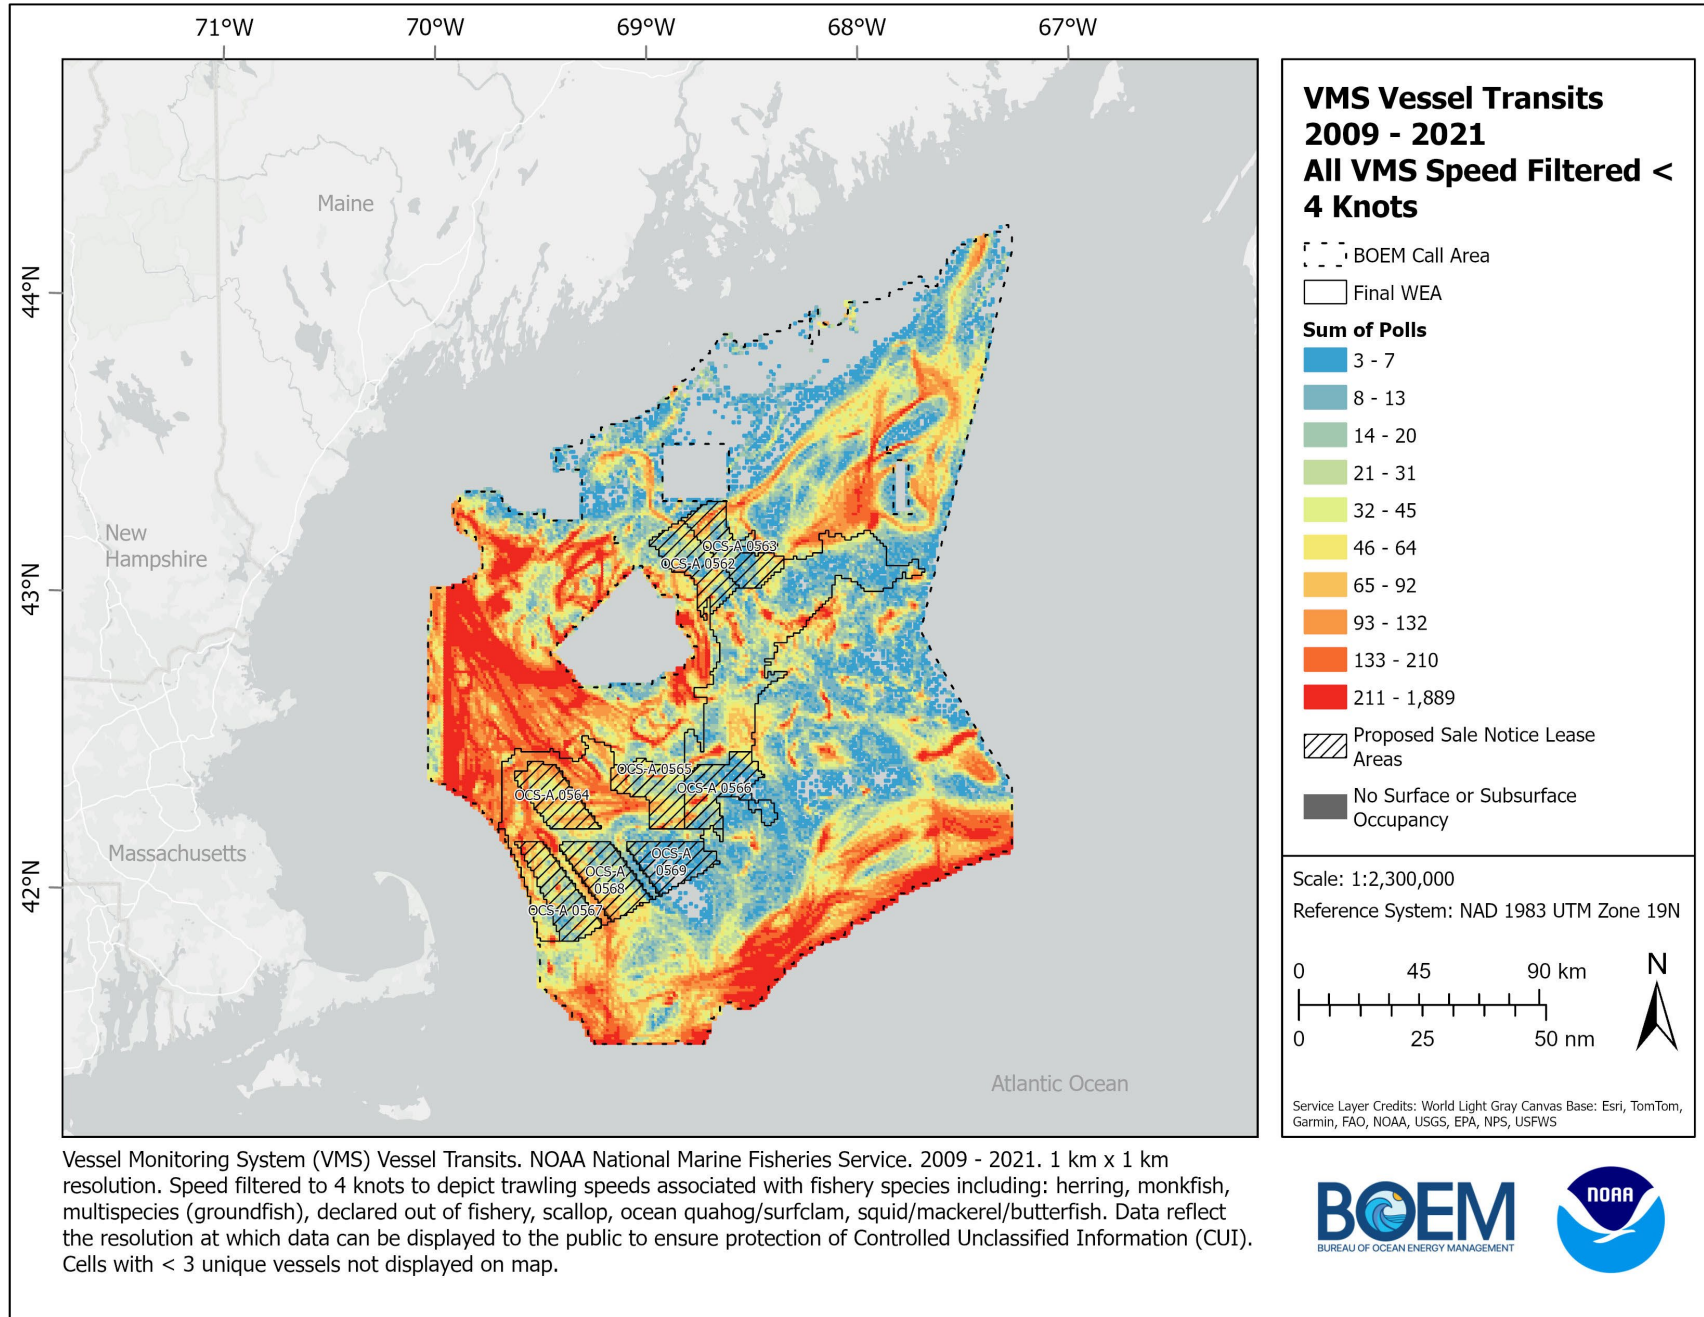 71°W 70°W 69°W 68°W 67°W
44°N
43°N
42°N
Maine
New
Hampshire
Massachusetts
Atlantic Ocean
OCS-A 0563
OCS-A 0562
OCS-A 0565
OCS-A 0566
OCS-A 0564
OCS-A
0569
OCS-A
0568
OCS-A 0567
VMS Vessel Transits
2009 - 2021
All VMS Speed Filtered <
4 Knots
BOEM Call Area
Final WEA
Sum of Polls
3 - 7
8 - 13
14 - 20
21 - 31
32 - 45
46 - 64
65 - 92
93 - 132
133 - 210
211 - 1,889
Proposed Sale Notice Lease
Areas
No Surface or Subsurface
Occupancy
Scale: 1:2,300,000
Reference System: NAD 1983 UTM Zone 19N
0 45 90 km
0 25 50 nm
N
Service Layer Credits: World Light Gray Canvas Base: Esri, TomTom,
Garmin, FAO, NOAA, USGS, EPA, NPS, USFWS
Vessel Monitoring System (VMS) Vessel Transits. NOAA National Marine Fisheries Service. 2009 - 2021. 1 km x 1 km
resolution. Speed filtered to 4 knots to depict trawling speeds associated with fishery species including: herring, monkfish,
multispecies (groundfish), declared out of fishery, scallop, ocean quahog/surfclam, squid/mackerel/butterfish. Data reflect
the resolution at which data can be displayed to the public to ensure protection of Controlled Unclassified Information (CUI).
Cells with < 3 unique vessels not displayed on map.
BOEM
BUREAU OF OCEAN ENERGY MANAGEMENT
NOAA